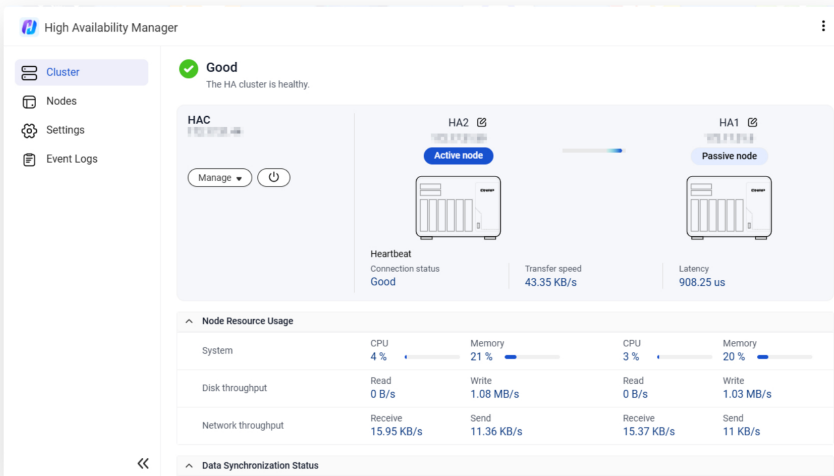 High Availability Manager
Cluster
Nodes
Settings
Event Logs
Good
The HA cluster is healthy.
HAC
Manage
HA2
Active node
HA1
Passive node
QNAP
QNAP
Heartbeat
Connection status
Good
Transfer speed
43.35 KB/s
Latency
908.25 us
Node Resource Usage
System
CPU
4 %
Memory
21 %
CPU
3 %
Memory
20 %
Disk throughput
Read
0 B/s
Write
1.08 MB/s
Read
0 B/s
Write
1.03 MB/s
Network throughput
Receive
15.95 KB/s
Send
11.36 KB/s
Receive
15.37 KB/s
Send
11 KB/s
Data Synchronization Status